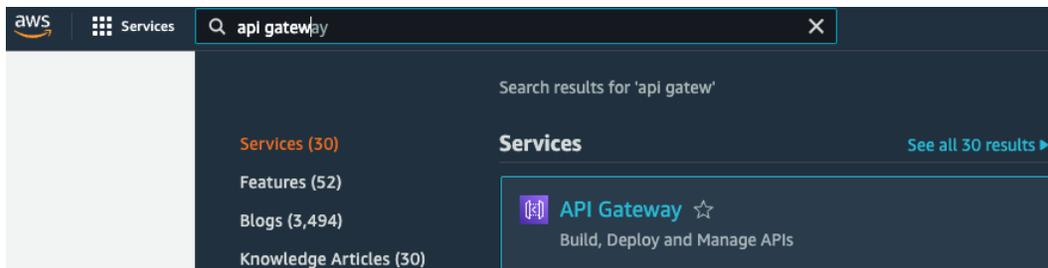 aws Services api gateway
Search results for 'api gatew'
Services (30)
Features (52)
Blogs (3,494)
Knowledge Articles (30)
Services See all 30 results
API Gateway
Build, Deploy and Manage APIs